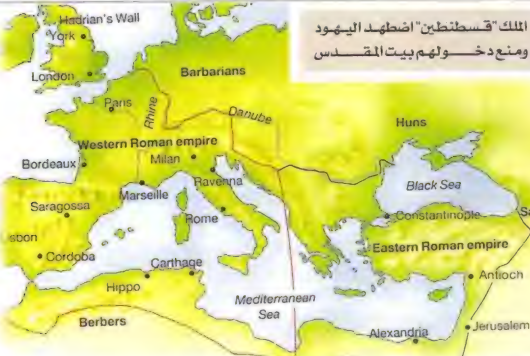 الملك "قسطنطين" اضطهد اليهود
ومنع دخولهم بيت المقدس
Hadrian's Wall
York
London
Barbarians
Paris
Rhine
Danube
Huns
Western Roman empire
Milan
Bordeaux
Ravenna
Black Sea
Marseille
Saragossa
Rome
Constantinople
sbon
Cordoba
Carthage
Eastern Roman empire
Antioch
Hippo
Mediterranean
Sea
Berbers
Alexandria
Jerusalem